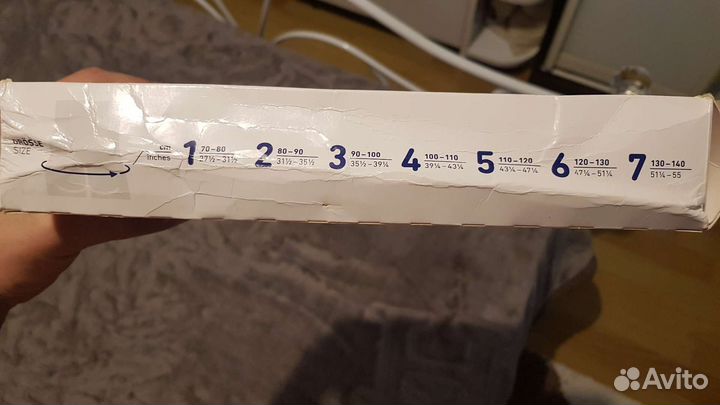 GRÖSSE
SIZE
cm
inches
1 70-80
27½-31½
2 80-90
31½-35½
3 90-100
35½-39¼
4 100-110
39¼-43¼
5 110-120
43¼-47¼
6 120-130
47¼-51¼
7 130-140
51¼-55
Avito